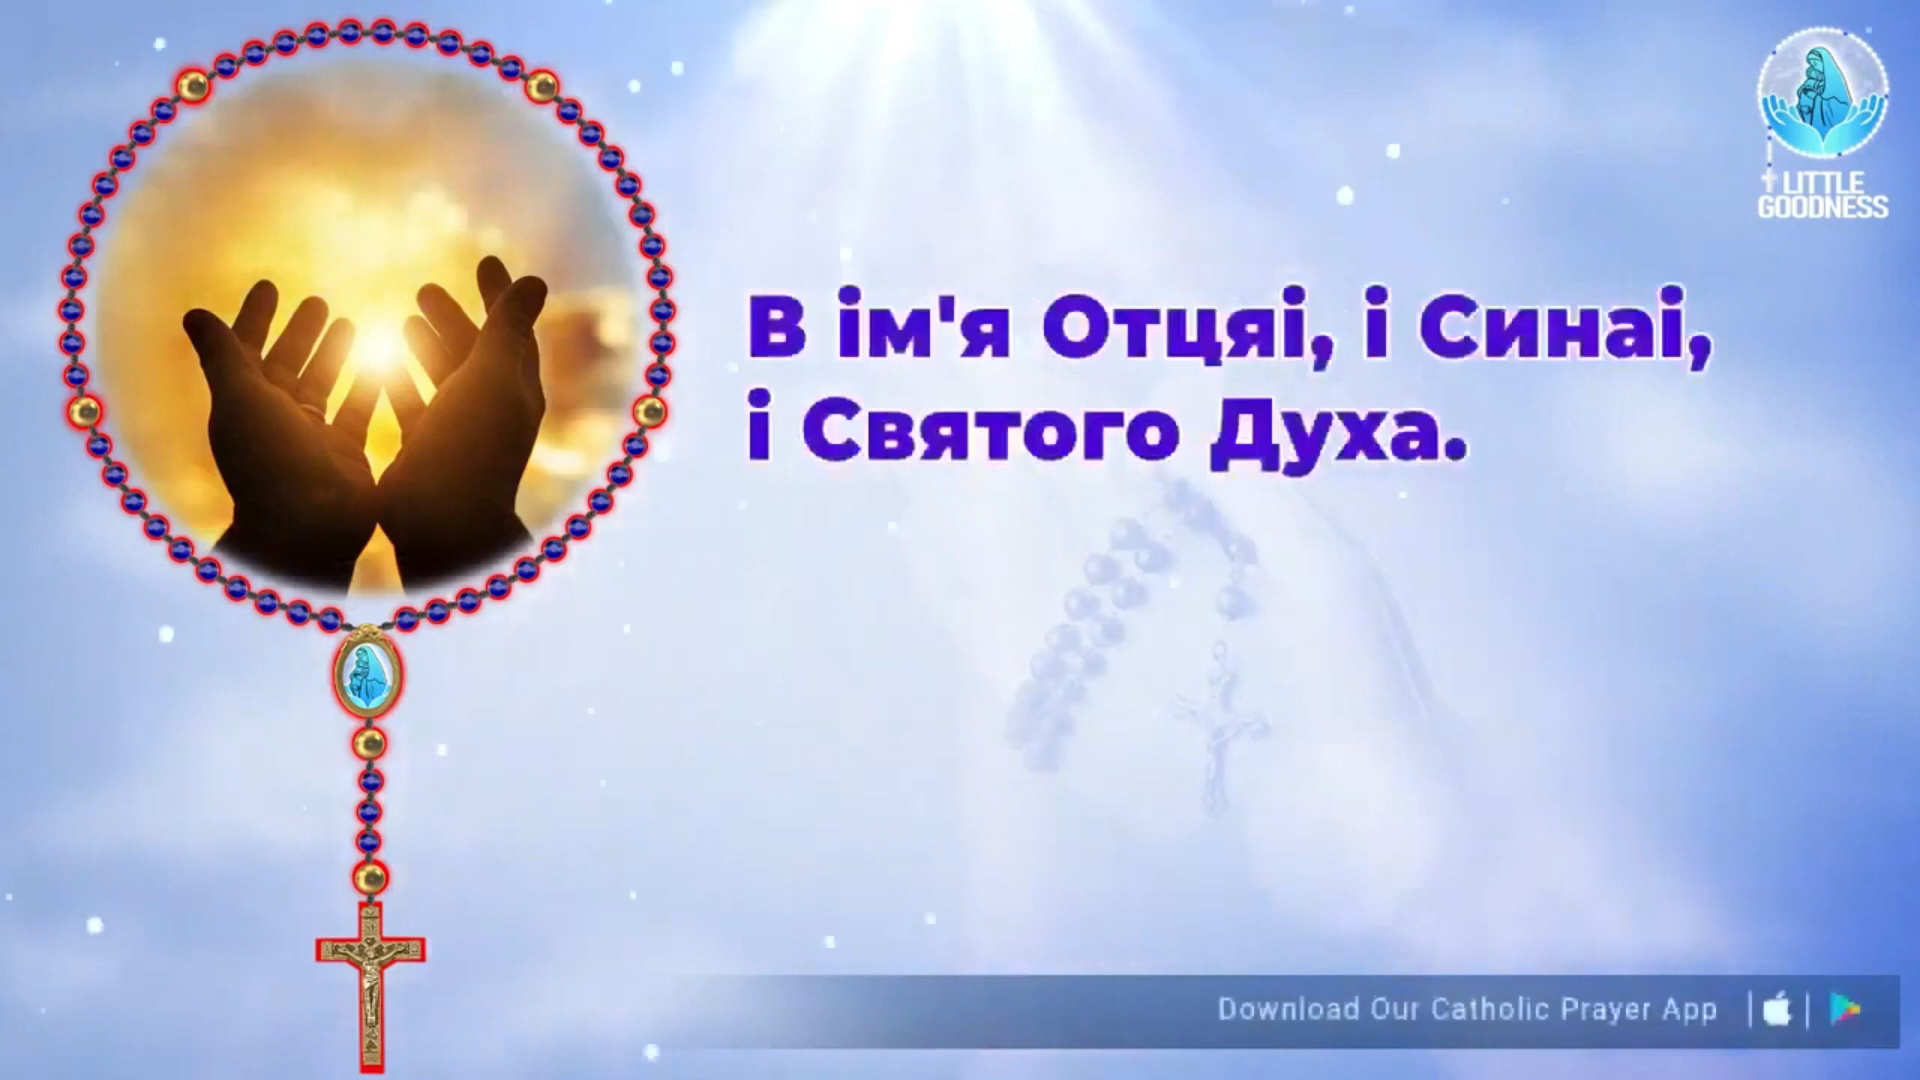 В ім'я Отцяі, і Синаі,
і Святого Духа.
LITTLE
GOODNESS
Download Our Catholic Prayer App